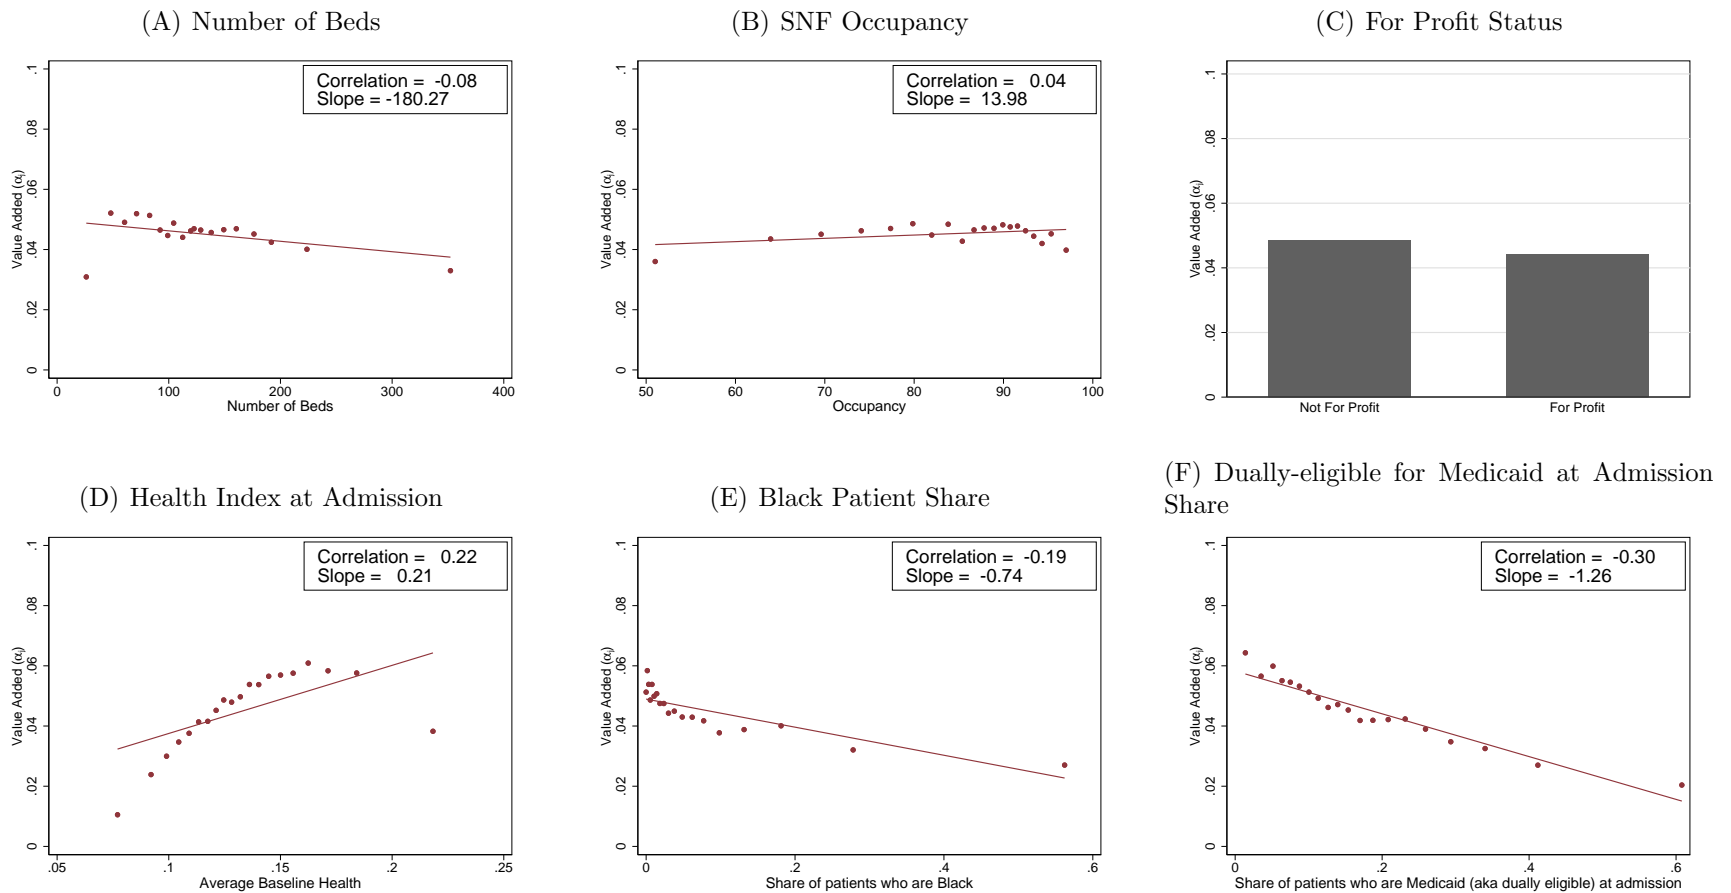 (A) Number of Beds
Correlation = -0.08
Slope = -180.27
Value Added (αj)
0
.02
.04
.06
.08
.1
0
100
200
300
400
Number of Beds
(B) SNF Occupancy
Correlation = 0.04
Slope = 13.98
Value Added (αj)
0
.02
.04
.06
.08
.1
50
60
70
80
90
100
Occupancy
(C) For Profit Status
Value Added (αj)
0
.02
.04
.06
.08
.1
Not For Profit
For Profit
(D) Health Index at Admission
Correlation = 0.22
Slope = 0.21
Value Added (αj)
0
.02
.04
.06
.08
.1
.05
.1
.15
.2
.25
Average Baseline Health
(E) Black Patient Share
Correlation = -0.19
Slope = -0.74
Value Added (αj)
0
.02
.04
.06
.08
.1
0
.2
.4
.6
Share of patients who are Black
(F) Dually-eligible for Medicaid at Admission
Share
Correlation = -0.30
Slope = -1.26
Value Added (αj)
0
.02
.04
.06
.08
.1
0
.2
.4
.6
Share of patients who are Medicaid (aka dually eligible) at admission